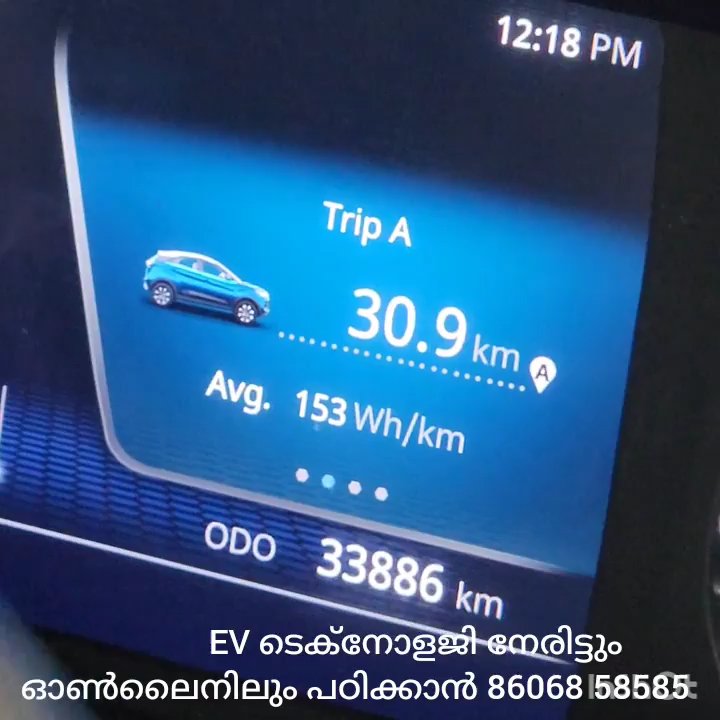 12:18 PM
Trip A
30.9 km
A
Avg. 153 Wh/km
ODO 33886 km
EV ടെക്നോളജി നേരിട്ടും
ഓൺലൈനിലും പഠിക്കാൻ 86068 58585